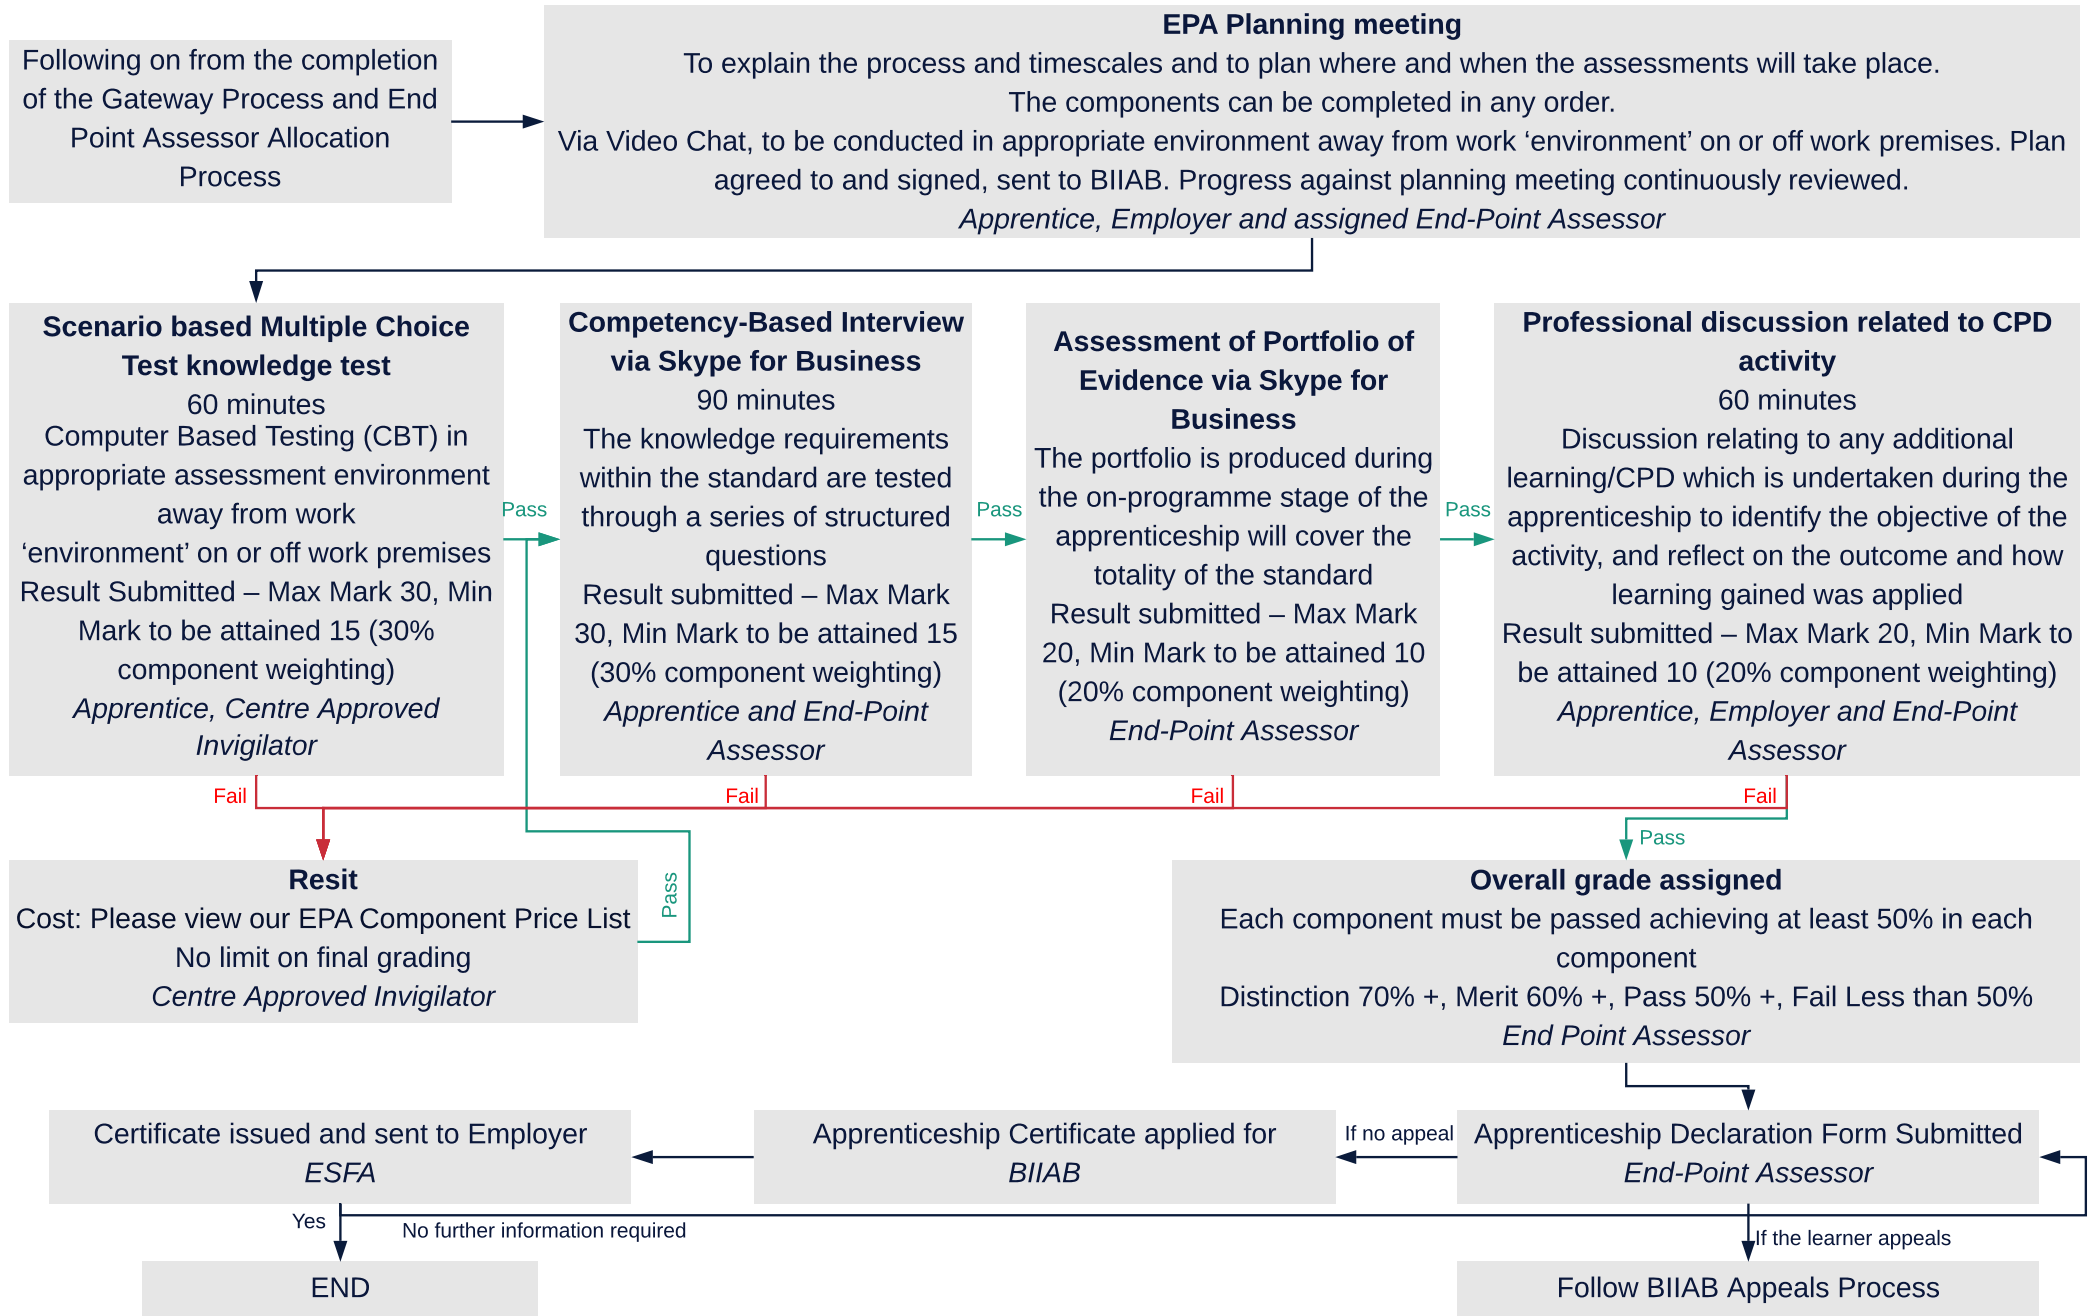 Following on from the completion
of the Gateway Process and End
Point Assessor Allocation
Process
EPA Planning meeting
To explain the process and timescales and to plan where and when the assessments will take place.
The components can be completed in any order.
Via Video Chat, to be conducted in appropriate environment away from work ‘environment’ on or off work premises. Plan
agreed to and signed, sent to BIIAB. Progress against planning meeting continuously reviewed.
Apprentice, Employer and assigned End-Point Assessor
Scenario based Multiple Choice
Test knowledge test
60 minutes
Computer Based Testing (CBT) in
appropriate assessment environment
away from work
‘environment’ on or off work premises
Result Submitted – Max Mark 30, Min
Mark to be attained 15 (30%
component weighting)
Apprentice, Centre Approved
Invigilator
Pass
Competency-Based Interview
via Skype for Business
90 minutes
The knowledge requirements
within the standard are tested
through a series of structured
questions
Result submitted – Max Mark
30, Min Mark to be attained 15
(30% component weighting)
Apprentice and End-Point
Assessor
Pass
Assessment of Portfolio of
Evidence via Skype for
Business
The portfolio is produced during
the on-programme stage of the
apprenticeship will cover the
totality of the standard
Result submitted – Max Mark
20, Min Mark to be attained 10
(20% component weighting)
End-Point Assessor
Pass
Professional discussion related to CPD
activity
60 minutes
Discussion relating to any additional
learning/CPD which is undertaken during the
apprenticeship to identify the objective of the
activity, and reflect on the outcome and how
learning gained was applied
Result submitted – Max Mark 20, Min Mark to
be attained 10 (20% component weighting)
Apprentice, Employer and End-Point
Assessor
Fail
Fail
Fail
Fail
Pass
Resit
Cost: Please view our EPA Component Price List
No limit on final grading
Centre Approved Invigilator
Pass
Overall grade assigned
Each component must be passed achieving at least 50% in each
component
Distinction 70% +, Merit 60% +, Pass 50% +, Fail Less than 50%
End Point Assessor
Certificate issued and sent to Employer
ESFA
Apprenticeship Certificate applied for
BIIAB
If no appeal
Apprenticeship Declaration Form Submitted
End-Point Assessor
Yes
No further information required
If the learner appeals
END
Follow BIIAB Appeals Process